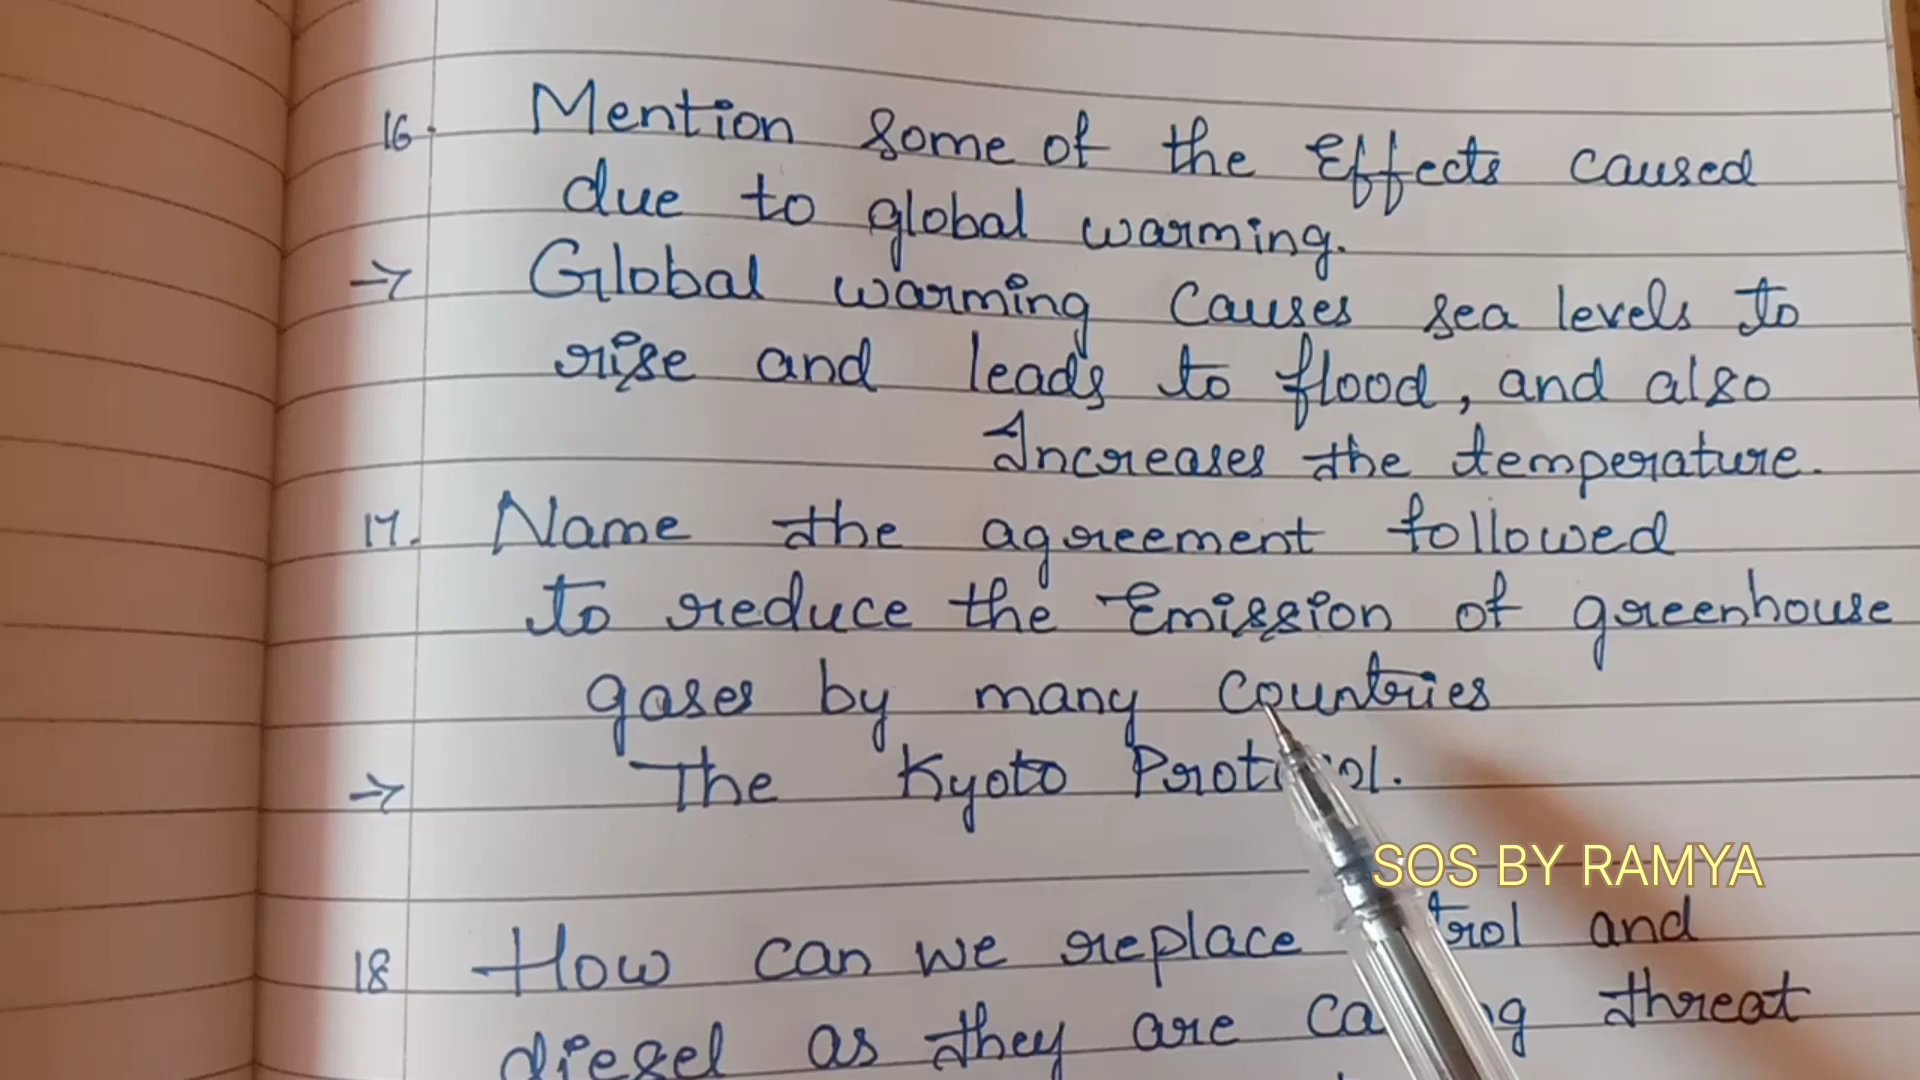 16. Mention some of the Effects caused
due to global warming.
→ Global warming Causes sea levels to
rise and leads to flood, and also
Increases the temperature.
17. Name the agreement followed
to reduce the Emission of greenhouse
gases by many Countries
→ The Kyoto
SOS BY RAMYA
18 How can we replace and
diesel as they are threat